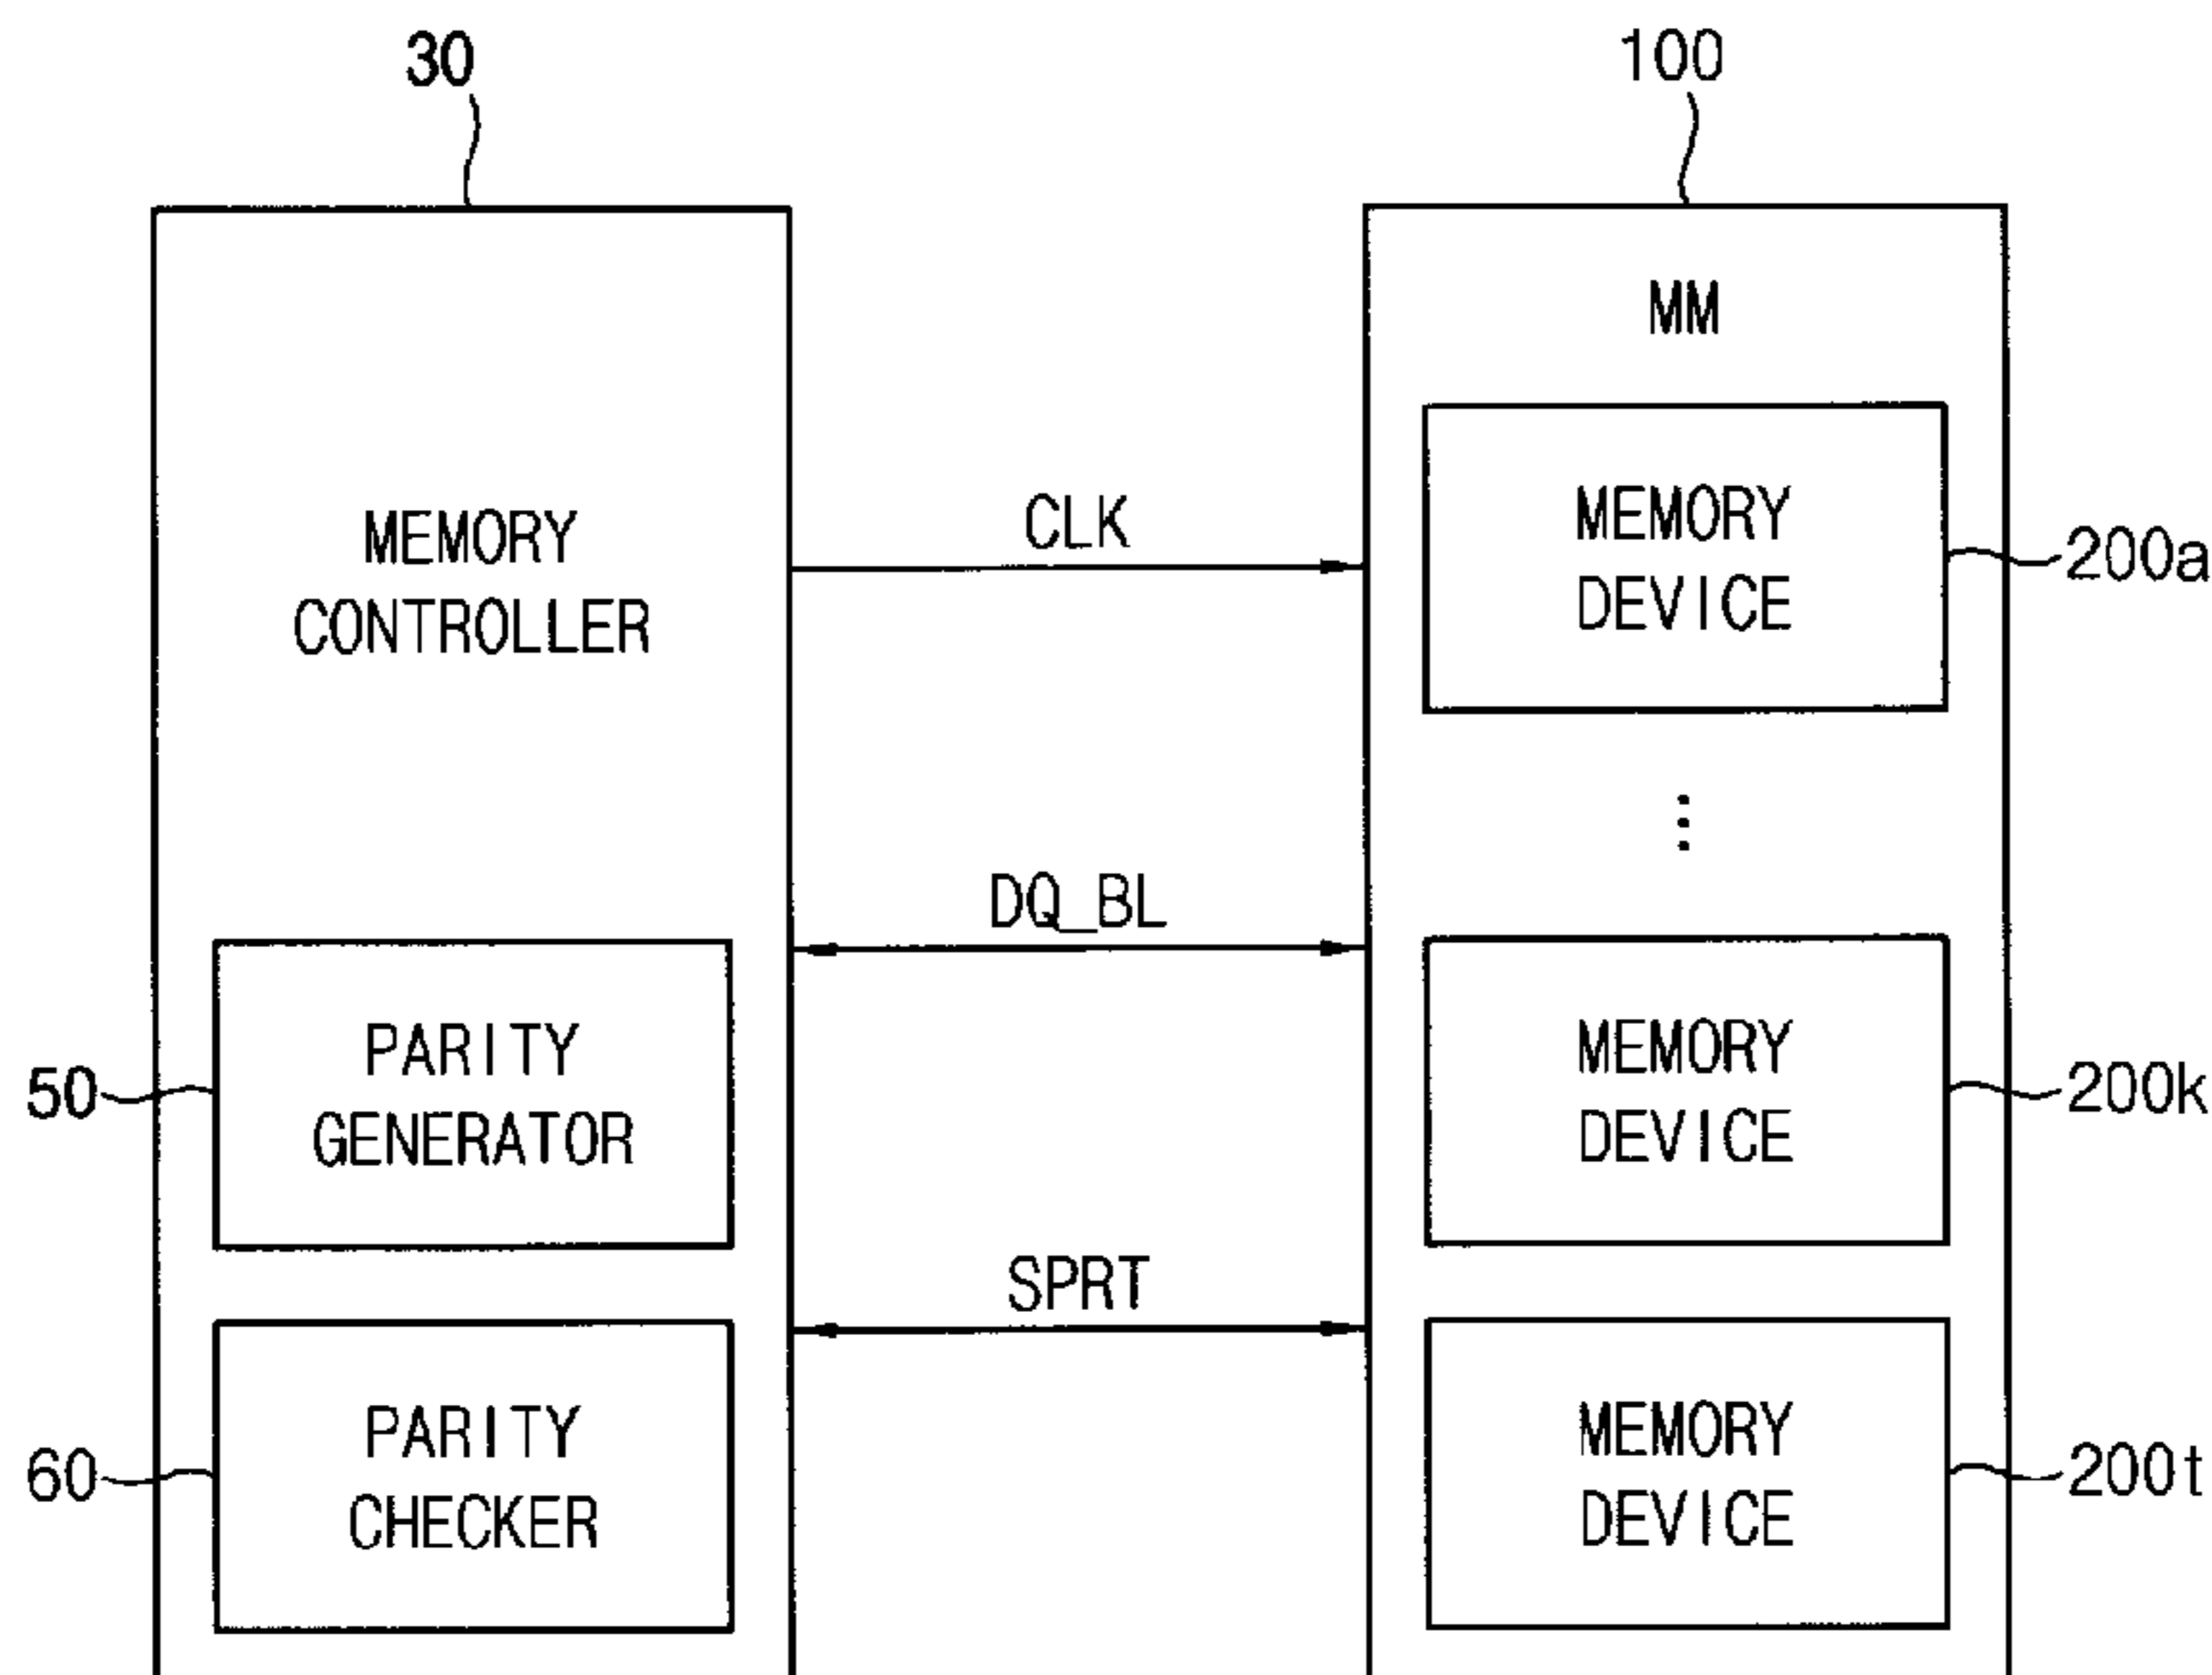 30
100
MM
MEMORY
CONTROLLER
CLK
MEMORY
DEVICE
200a
DQ_BL
PARITY
GENERATOR
50
MEMORY
DEVICE
200k
SPRT
PARITY
CHECKER
60
MEMORY
DEVICE
200t